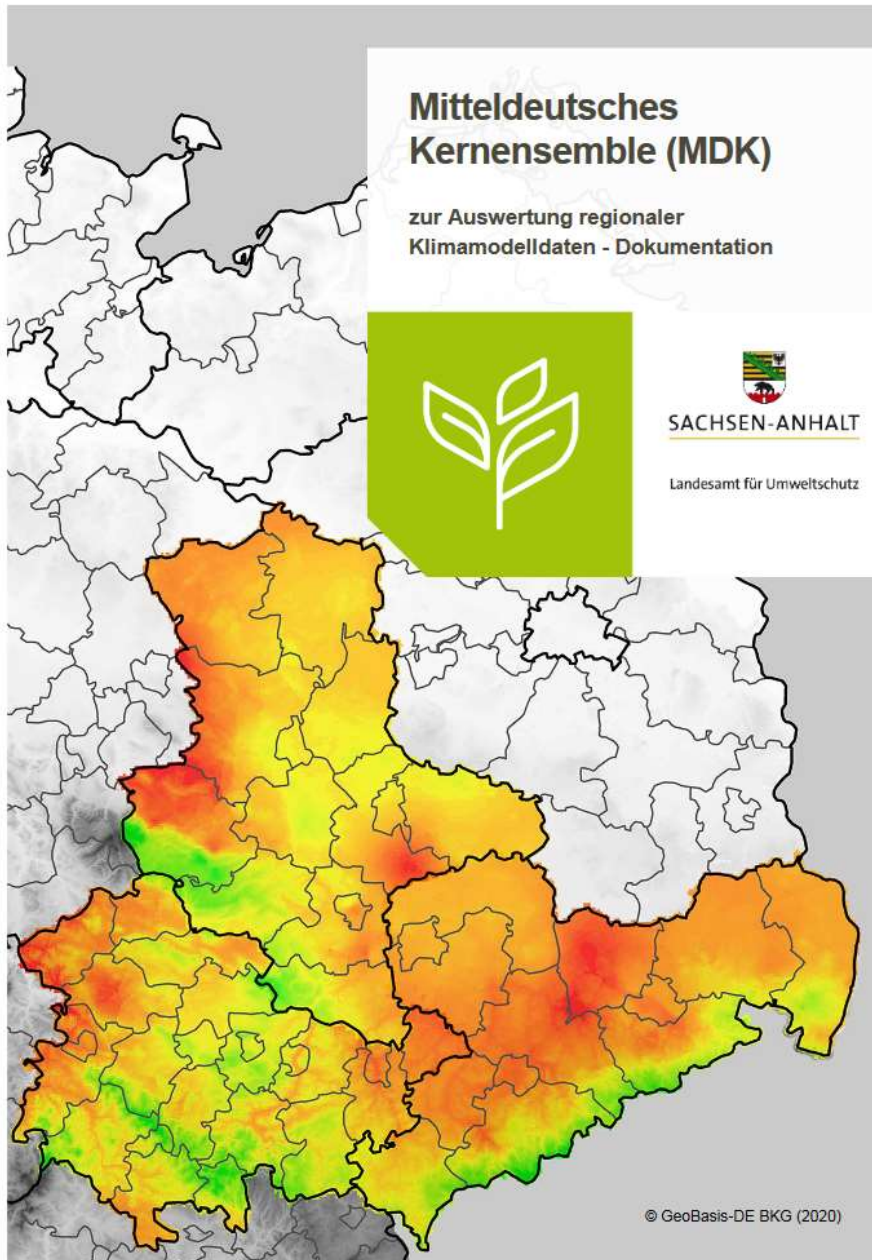 Mitteldeutsches
Kernensemble (MDK)
zur Auswertung regionaler
Klimamodelldaten - Dokumentation
SACHSEN-ANHALT
Landesamt für Umweltschutz
© GeoBasis-DE BKG (2020)